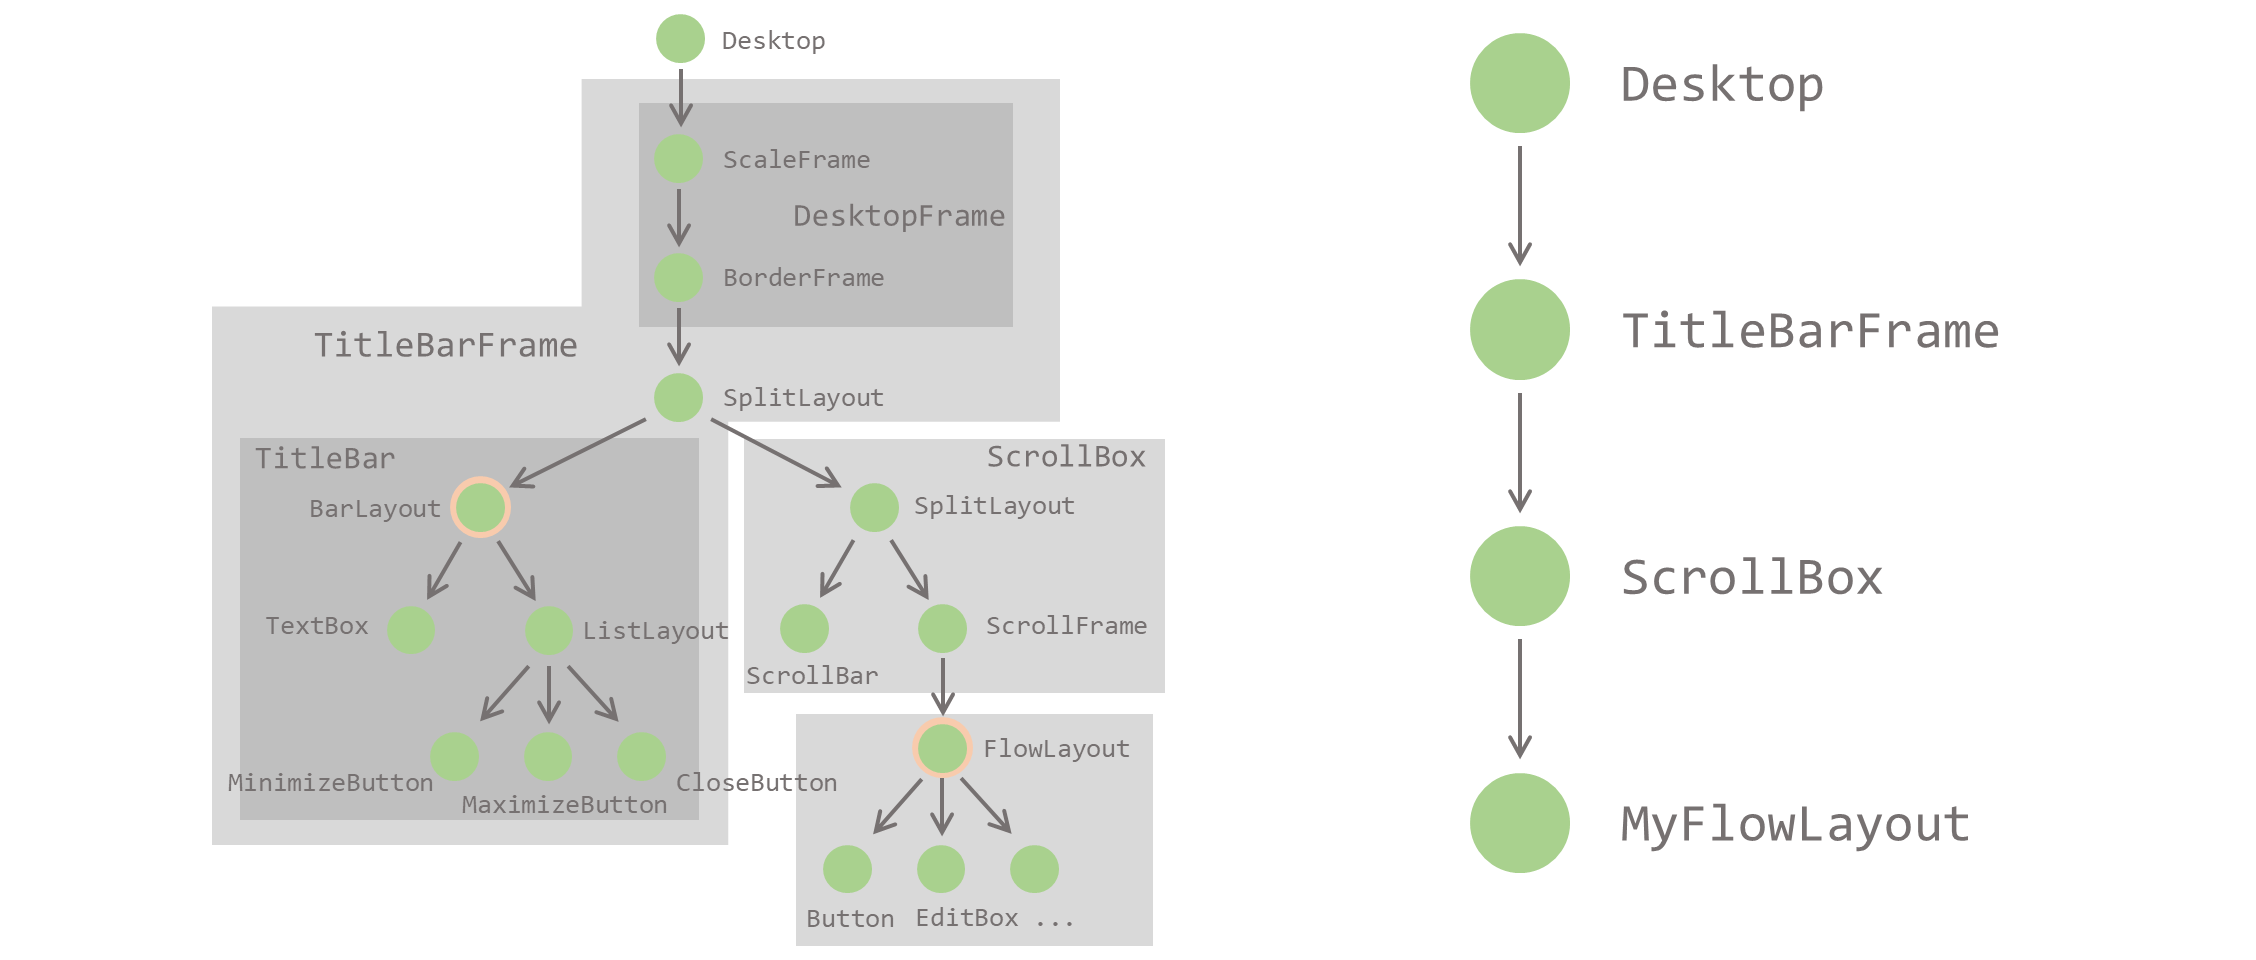 Desktop
ScaleFrame
DesktopFrame
BorderFrame
TitleBarFrame
SplitLayout
TitleBar
BarLayout
TextBox
ListLayout
MinimizeButton
MaximizeButton
CloseButton
ScrollBox
SplitLayout
ScrollBar
ScrollFrame
FlowLayout
Button
EditBox ...
Desktop
TitleBarFrame
ScrollBox
MyFlowLayout